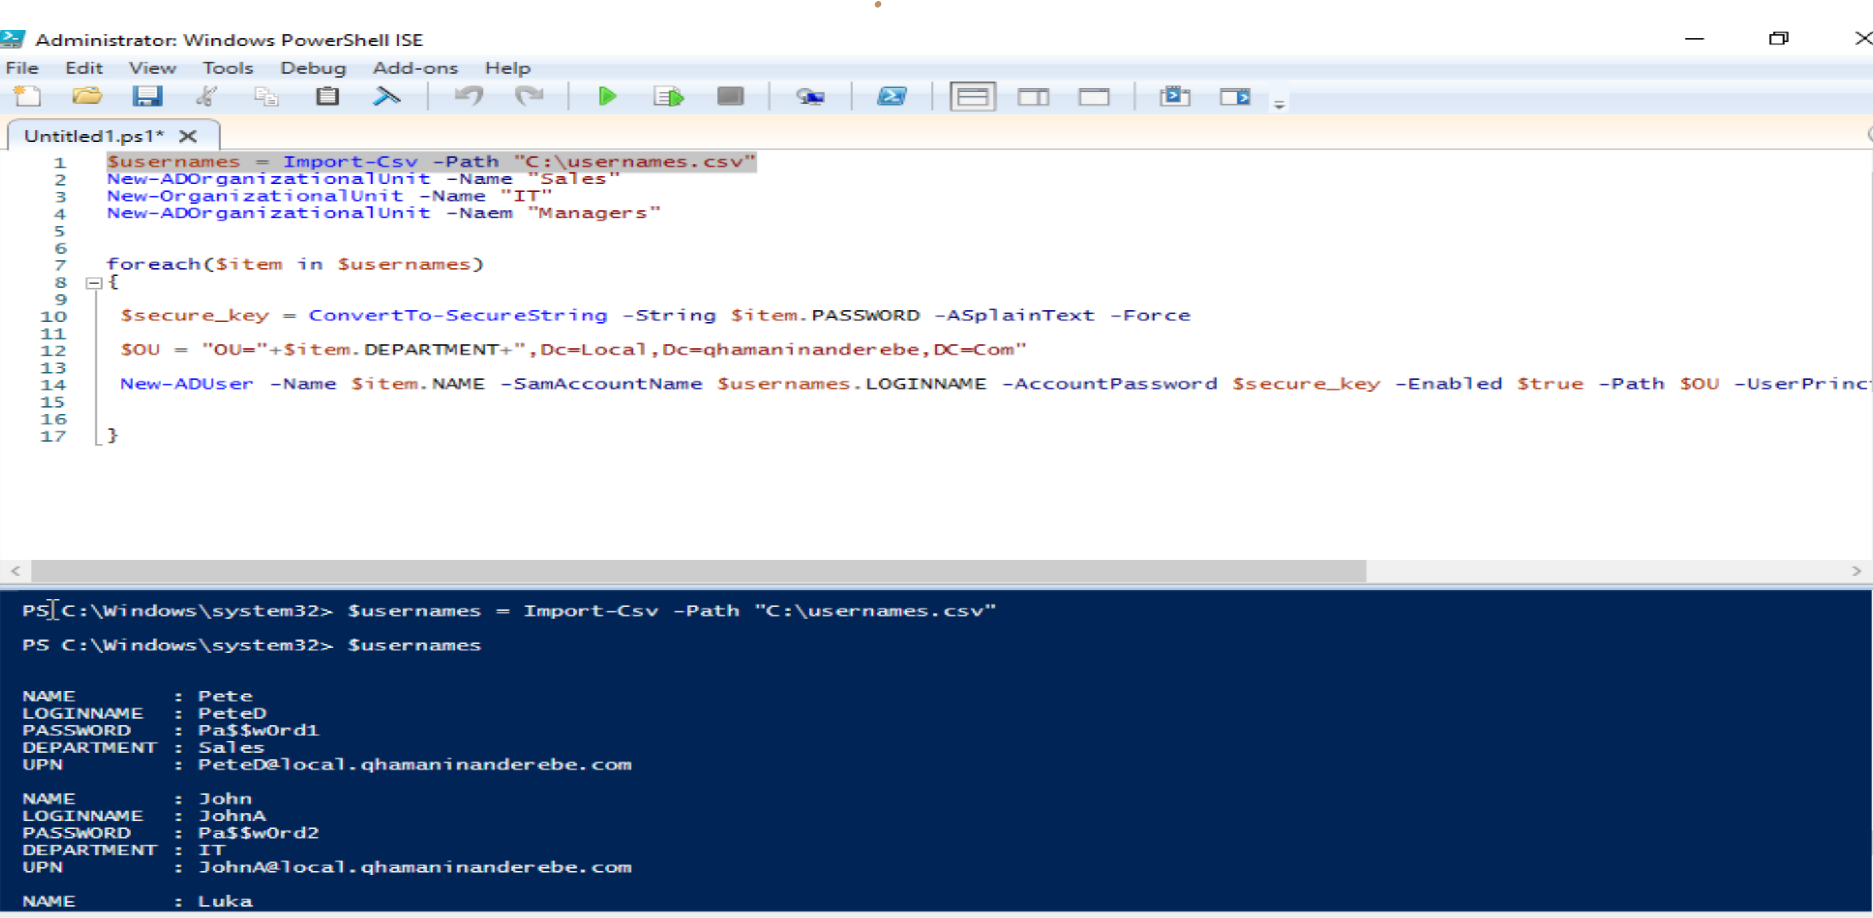 Administrator: Windows PowerShell ISE
File Edit View Tools Debug Add-ons Help
Untitled1.ps1* X
1 $usernames = Import-Csv -Path "C:\usernames.csv"
2 New-ADOrganizationalUnit -Name "Sales"
3 New-OrganizationalUnit -Name "IT"
4 New-ADOrganizationalUnit -Naem "Managers"
5
6
7 foreach($item in $usernames)
8 {
9
10 $secure_key = ConvertTo-SecureString -String $item.PASSWORD -ASplainText -Force
11
12 $OU = "OU="+$item.DEPARTMENT+",Dc=Local,Dc=qhamaninanderebe,DC=Com"
13
14 New-ADUser -Name $item.NAME -SamAccountName $usernames.LOGINNAME -AccountPassword $secure_key -Enabled $true -Path $OU -UserPrinc
15
16
17 }
PS C:\Windows\system32> $usernames = Import-Csv -Path "C:\usernames.csv"
PS C:\Windows\system32> $usernames
NAME : Pete
LOGINNAME : PeteD
PASSWORD : Pa$$w0rd1
DEPARTMENT : Sales
UPN : PeteD@local.qhamaninanderebe.com
NAME : John
LOGINNAME : JohnA
PASSWORD : Pa$$w0rd2
DEPARTMENT : IT
UPN : JohnA@local.qhamaninanderebe.com
NAME : Luka